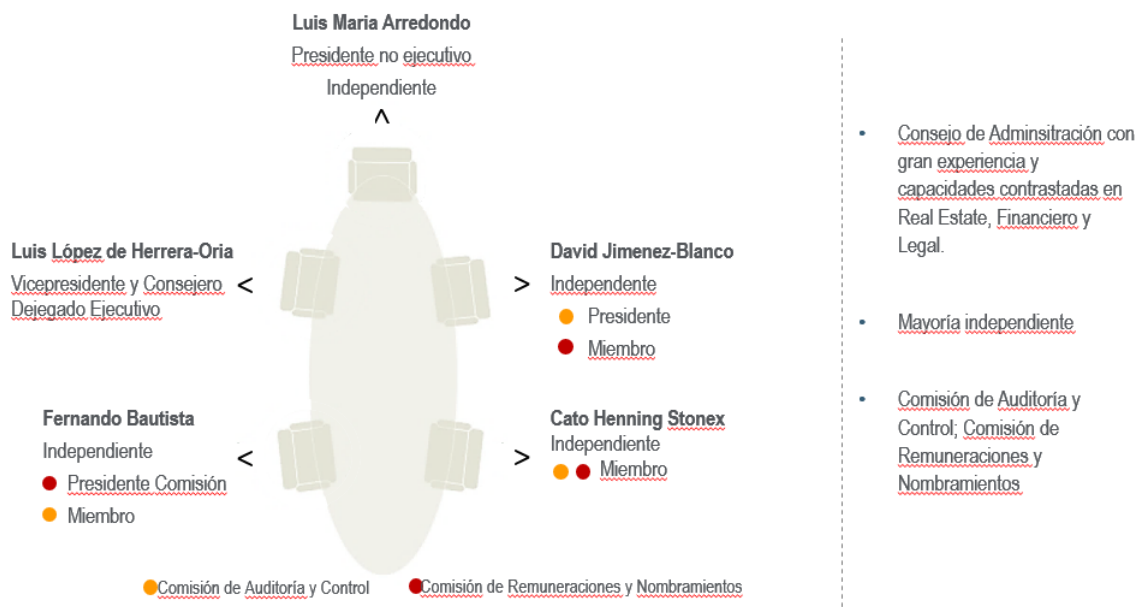 Luis Maria Arredondo
Presidente no ejecutivo
Independiente
^
Luis López de Herrera-Oria
Vicepresidente y Consejero <
Dejegado Ejecutivo
David Jimenez-Blanco
> Independente
Presidente
Miembro
Fernando Bautista
Independiente <
Presidente Comisión
Miembro
Cato Henning Stonex
> Independiente
Miembro
Comisión de Auditoría y Control
Comisión de Remuneraciones y Nombramientos
• Consejo de Adminsitración con
gran experiencia y
capacidades contrastadas en
Real Estate, Financiero y
Legal.
• Mayoría independiente
• Comisión de Auditoría y
Control; Comisión de
Remuneraciones y
Nombramientos